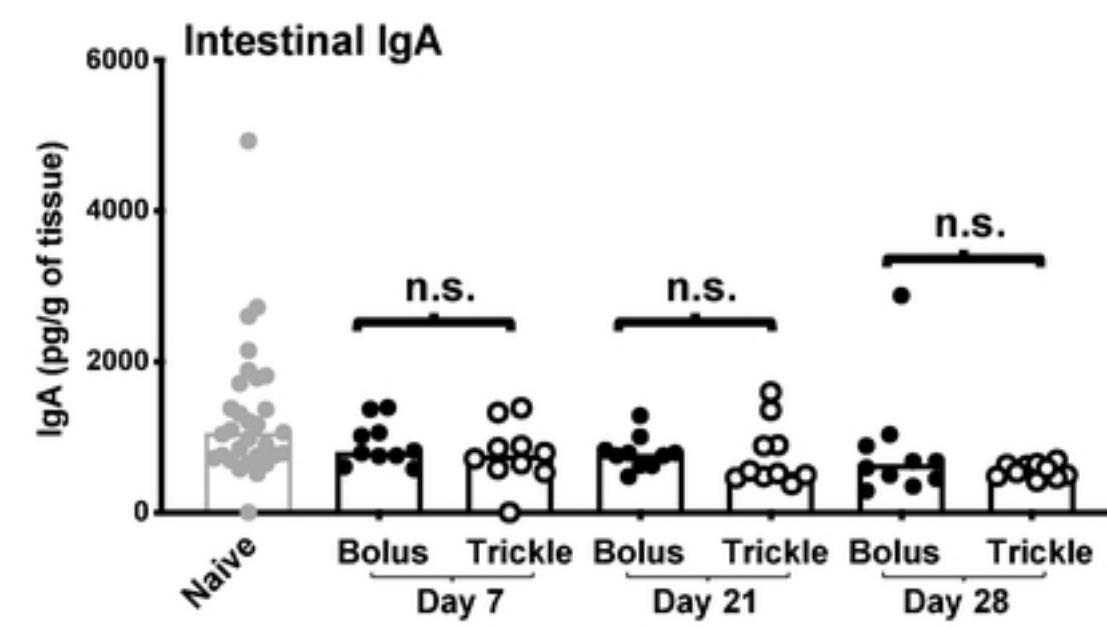 Intestinal IgA
IgA (pg/g of tissue)
6000
4000
2000
0
n.s.
n.s.
n.s.
Naive
Bolus Trickle Bolus Trickle Bolus Trickle
Day 7 Day 21 Day 28